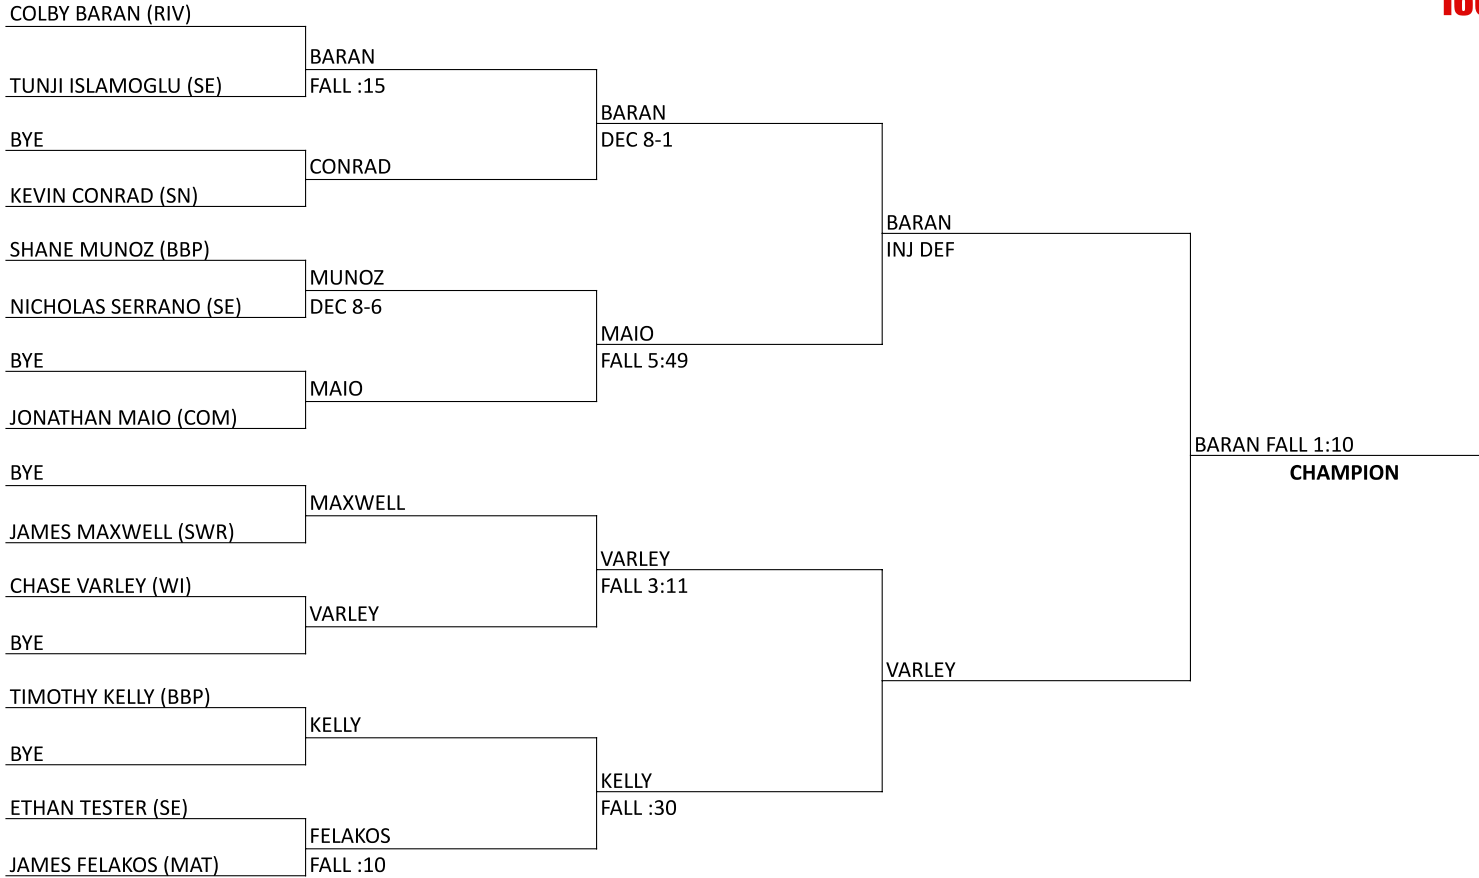 COLBY BARAN (RIV)
BARAN
TUNJI ISLAMOGLU (SE)
FALL :15
BARAN
BYE
DEC 8-1
CONRAD
KEVIN CONRAD (SN)
BARAN
SHANE MUNOZ (BBP)
INJ DEF
MUNOZ
NICHOLAS SERRANO (SE)
DEC 8-6
MAIO
BYE
FALL 5:49
MAIO
JONATHAN MAIO (COM)
BARAN FALL 1:10
BYE
CHAMPION
MAXWELL
JAMES MAXWELL (SWR)
VARLEY
CHASE VARLEY (WI)
FALL 3:11
VARLEY
BYE
VARLEY
TIMOTHY KELLY (BBP)
KELLY
BYE
KELLY
ETHAN TESTER (SE)
FALL :30
FELAKOS
JAMES FELAKOS (MAT)
FALL :10